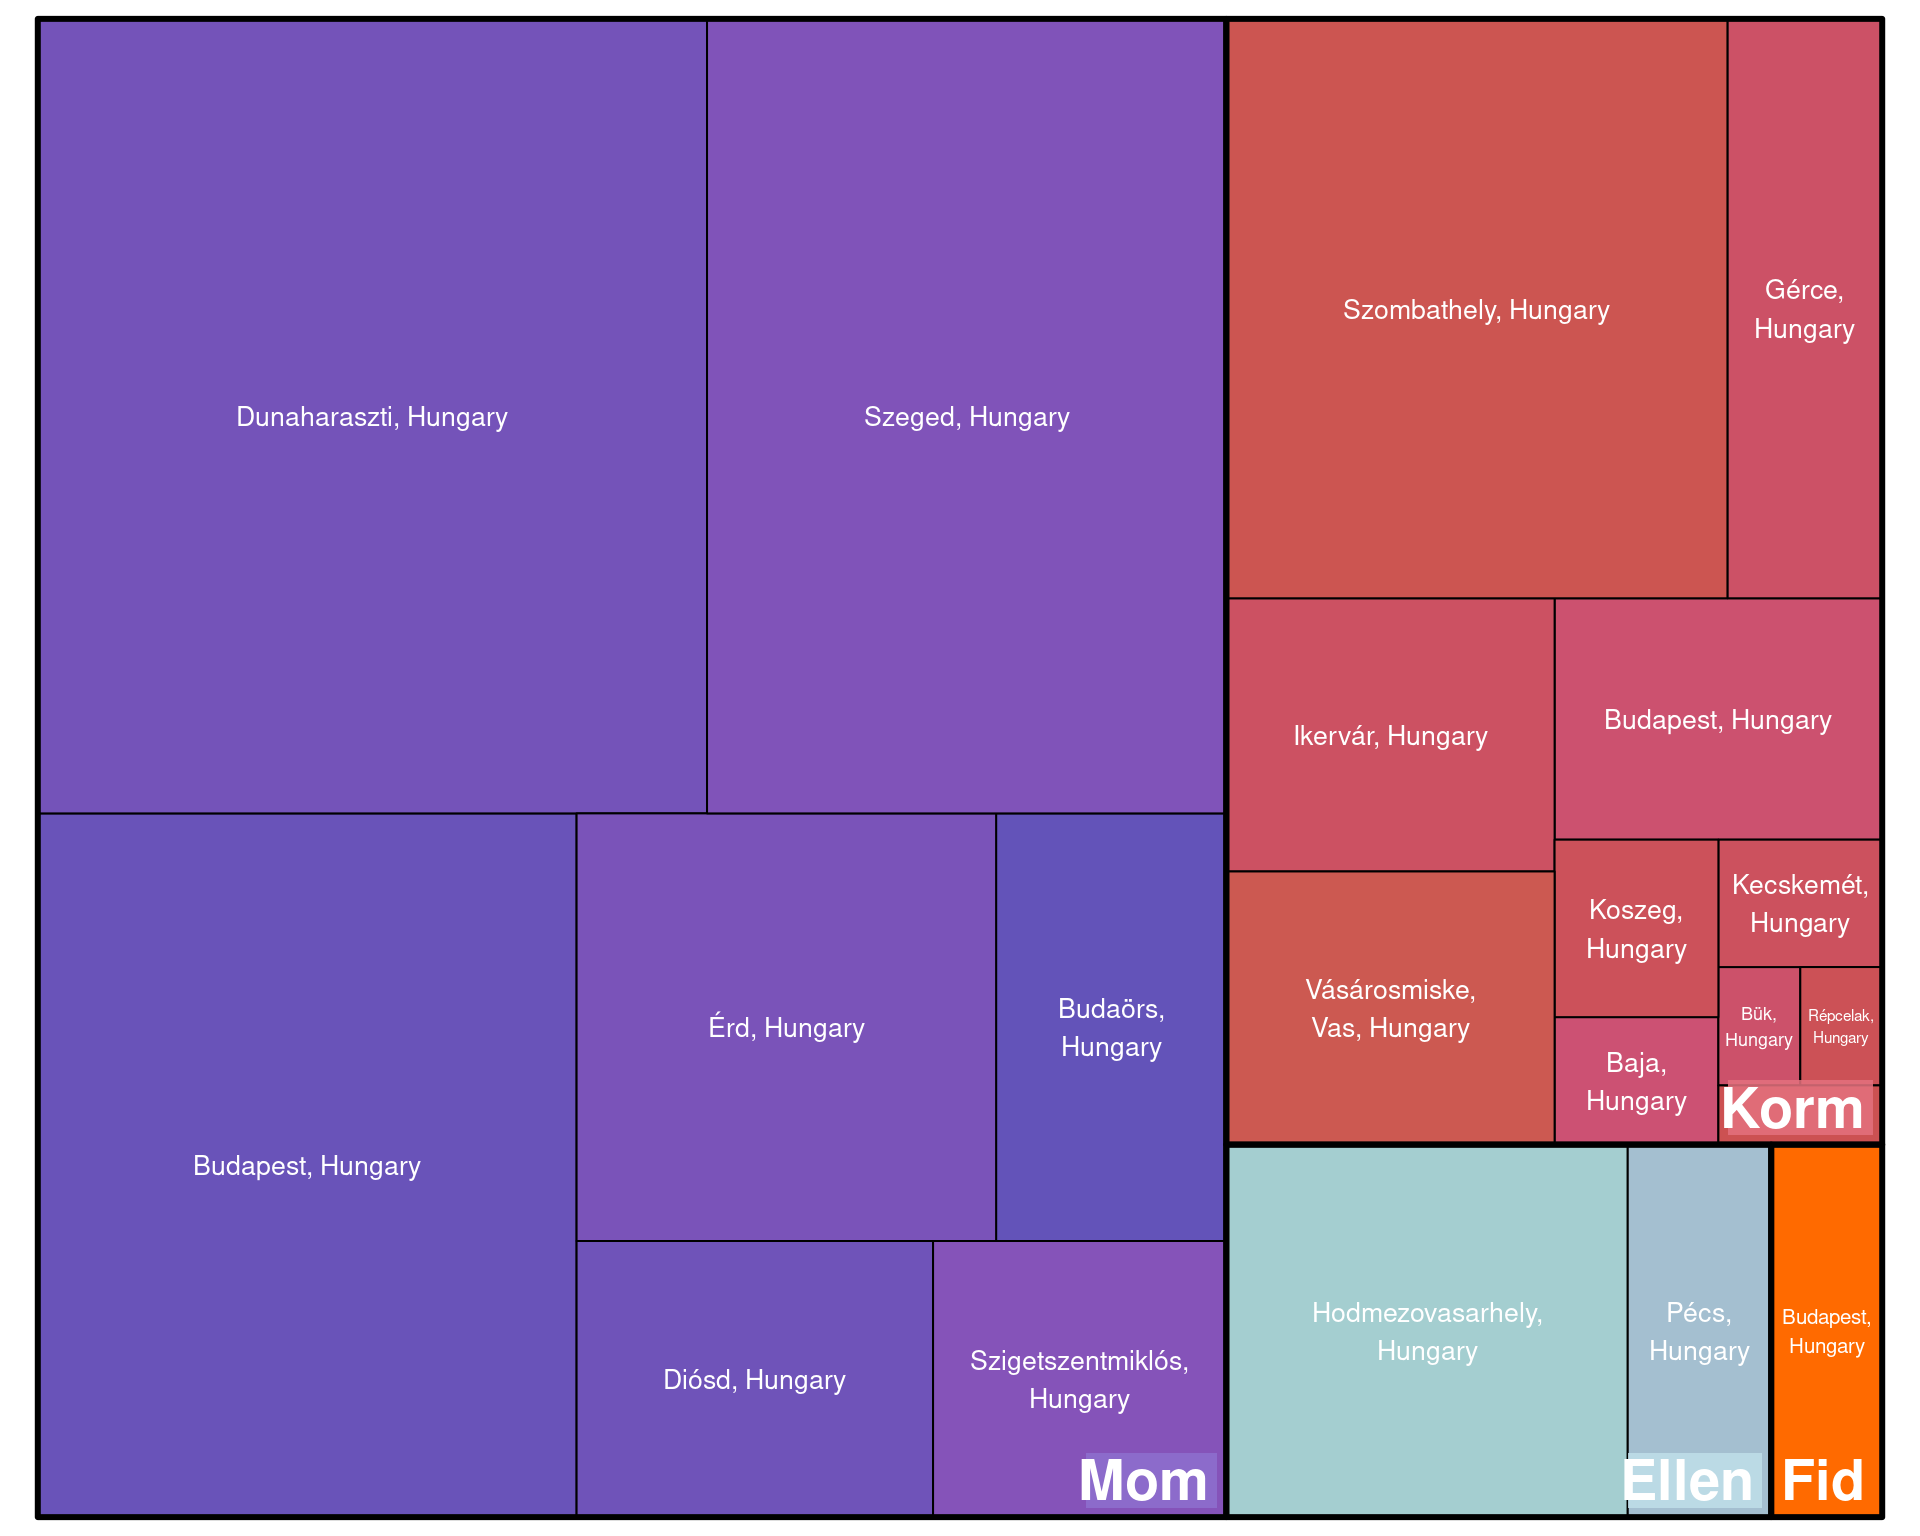 Dunaharaszti, Hungary
Szeged, Hungary
Budapest, Hungary
Érd, Hungary
Budaörs,
Hungary
Diósd, Hungary
Szigetszentmiklós,
Hungary
Mom
Szombathely, Hungary
Gérce,
Hungary
Ikervár, Hungary
Budapest, Hungary
Vásárosmiske,
Vas, Hungary
Koszeg,
Hungary
Kecskemét,
Hungary
Baja,
Hungary
Bük,
Hungary
Répcelak,
Hungary
Korm
Hodmezovasarhely,
Hungary
Pécs,
Hungary
Ellen
Budapest,
Hungary
Fid